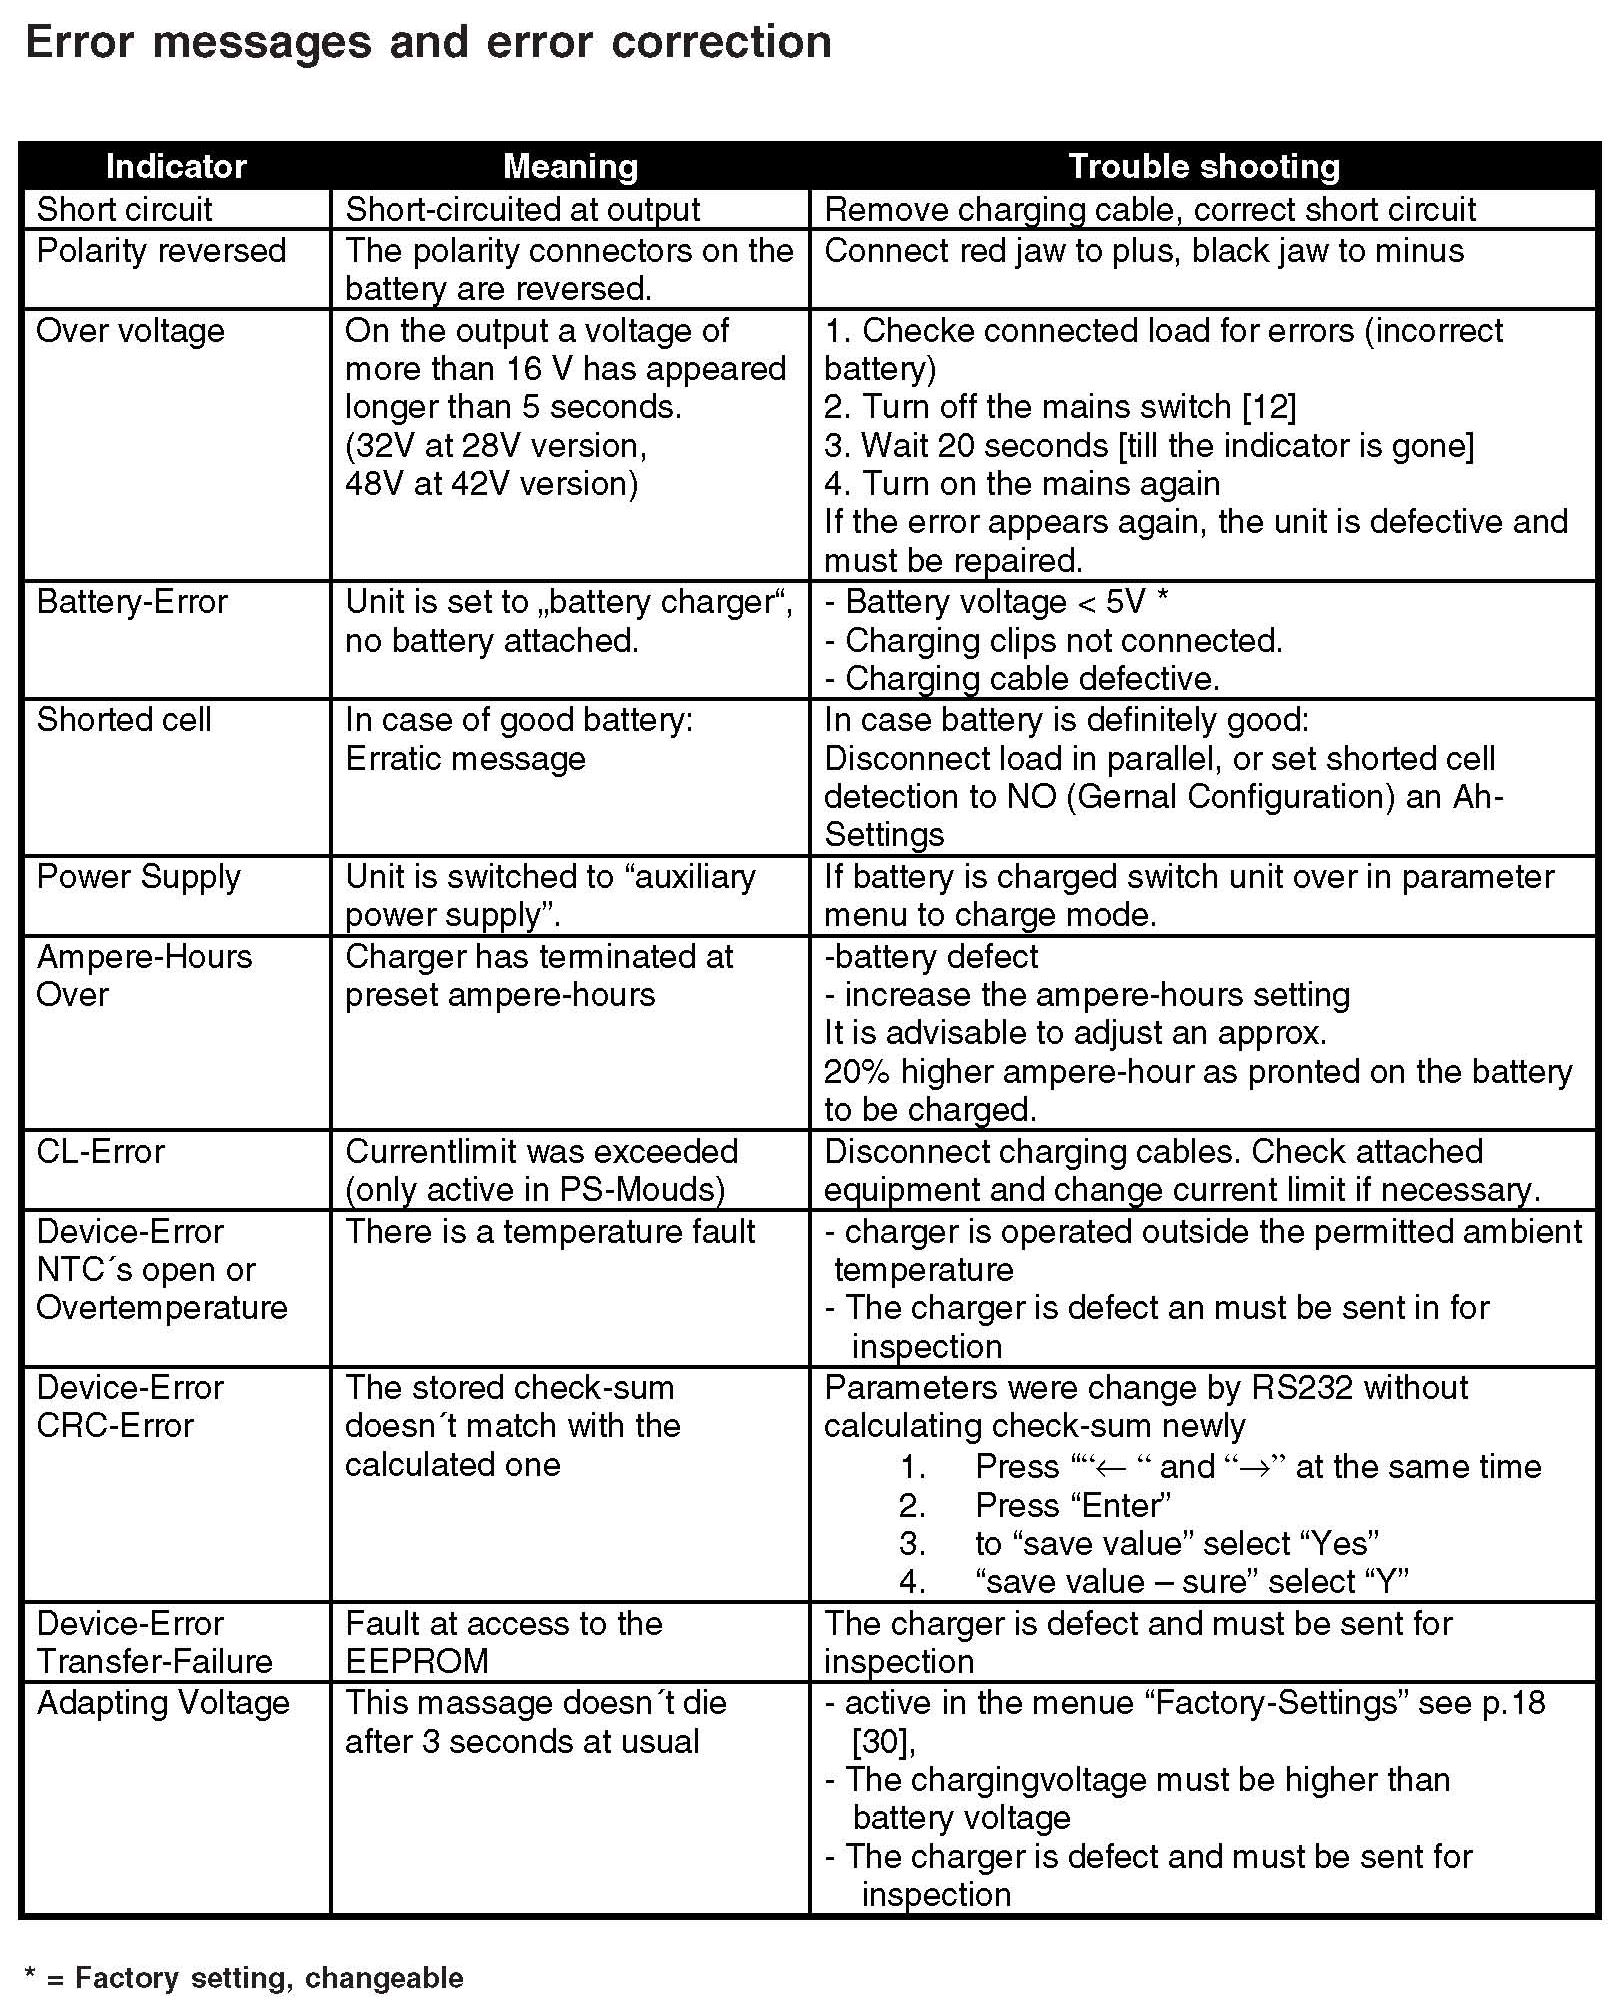 Error messages and error correction
Indicator Meaning Trouble shooting
Short circuit Short-circuited at output Remove charging cable, correct short circuit
Polarity reversed The polarity connectors on the
battery are reversed. Connect red jaw to plus, black jaw to minus
Over voltage
On the output a voltage of
more than 16 V has appeared
longer than 5 seconds.
(32V at 28V version,
48V at 42V version)
1. Checke connected load for errors (incorrect
battery)
2. Turn off the mains switch [12]
3. Wait 20 seconds [till the indicator is gone]
4. Turn on the mains again
If the error appears again, the unit is defective and
must be repaired.
Battery-Error
Unit is set to „battery charger“,
no battery attached.
- Battery voltage < 5V *
- Charging clips not connected.
- Charging cable defective.
Shorted cell
In case of good battery:
Erratic message
In case battery is definitely good:
Disconnect load in parallel, or set shorted cell
detection to NO (Gernal Configuration) an Ah-
Settings
Power Supply
Unit is switched to “auxiliary
power supply”.
If battery is charged switch unit over in parameter
menu to charge mode.
Ampere-Hours
Over
Charger has terminated at
preset ampere-hours
-battery defect
- increase the ampere-hours setting
It is advisable to adjust an approx.
20% higher ampere-hour as pronted on the battery
to be charged.
CL-Error
Currentlimit was exceeded
(only active in PS-Mouds)
Disconnect charging cables. Check attached
equipment and change current limit if necessary.
Device-Error
NTC´s open or
Overtemperature
There is a temperature fault
- charger is operated outside the permitted ambient
temperature
- The charger is defect an must be sent in for
inspection
Device-Error
CRC-Error
The stored check-sum
doesn´t match with the
calculated one
Parameters were change by RS232 without
calculating check-sum newly
1. Press ““← “ and “→” at the same time
2. Press “Enter”
3. to “save value” select “Yes”
4. “save value – sure” select “Y”
Device-Error
Transfer-Failure
Fault at access to the
EEPROM
The charger is defect and must be sent for
inspection
Adapting Voltage
This massage doesn´t die
after 3 seconds at usual
- active in the menue “Factory-Settings” see p.18
[30],
- The chargingvoltage must be higher than
battery voltage
- The charger is defect and must be sent for
inspection
* = Factory setting, changeable